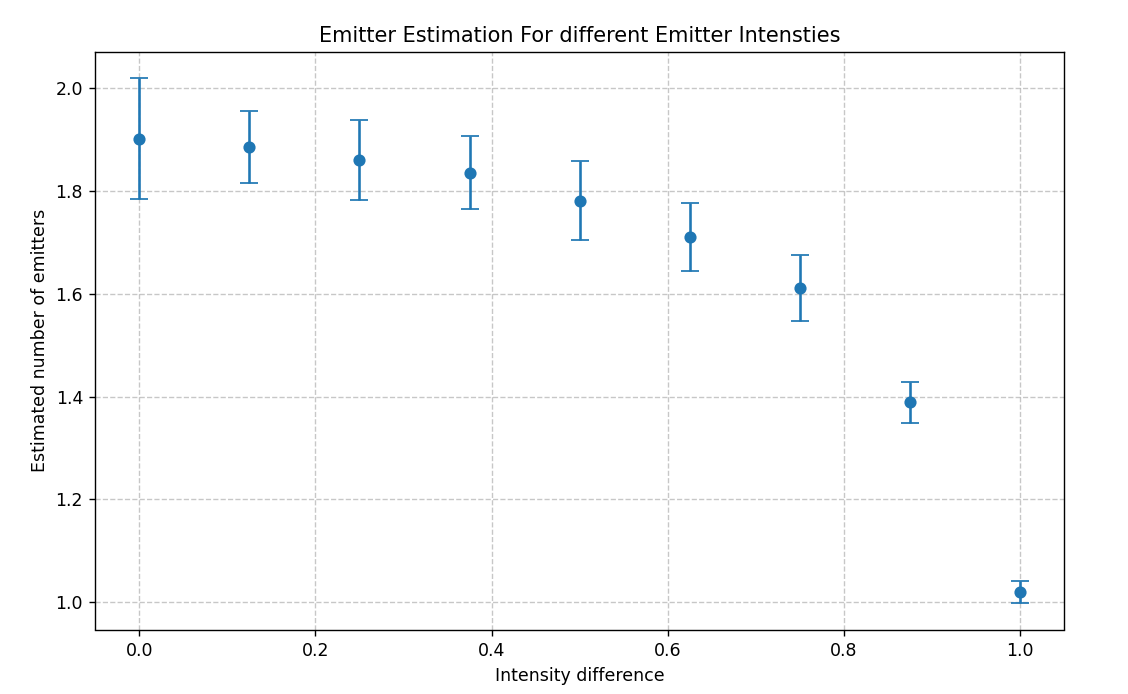 Emitter Estimation For different Emitter Intensties
Estimated number of emitters
2.0
1.8
1.6
1.4
1.2
1.0
0.0 0.2 0.4 0.6 0.8 1.0
Intensity difference